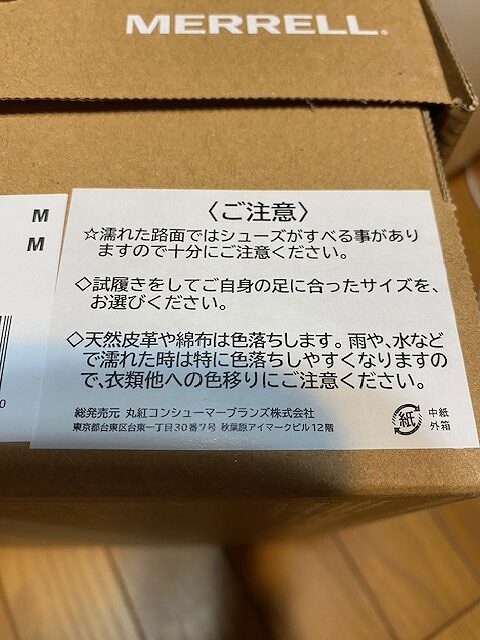 MERRELL.
M
M
〈ご注意〉
☆濡れた路面ではシューズがすべる事があり
ますので十分にご注意ください。
◇試履きをしてご自身の足に合ったサイズを、
お選びください。
◇天然皮革や綿布は色落ちします。雨や、水など
で濡れた時は特に色落ちしやすくなりますの
で、衣類他への色移りにご注意ください。
総発売元 丸紅コンシューマーブランズ株式会社
東京都台東区台東一丁目30番7号 秋葉原アイマークビル12階
紙
中紙
外箱
0